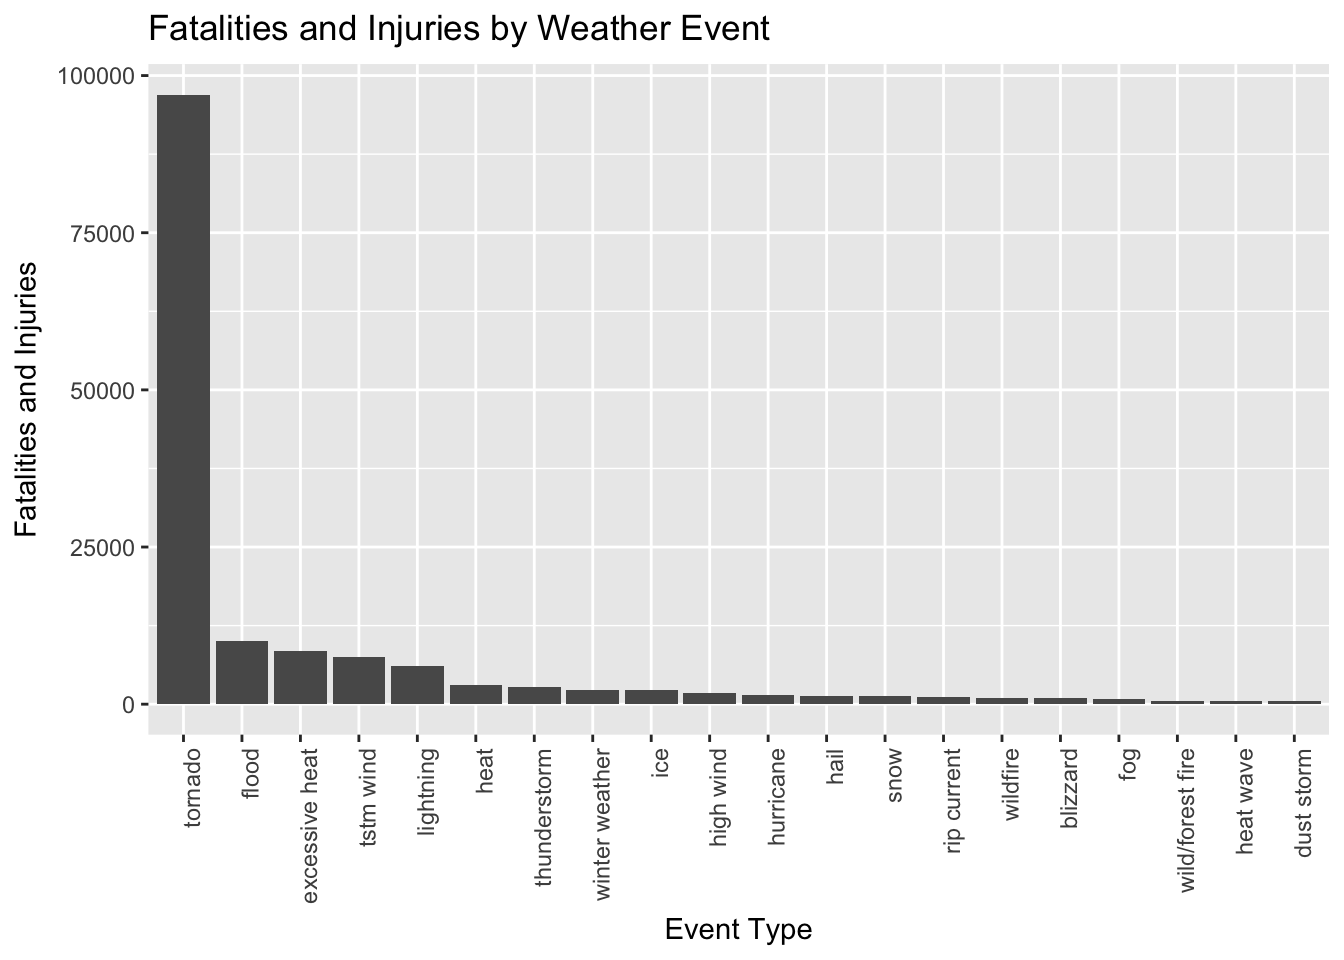 Fatalities and Injuries by Weather Event
Fatalities and Injuries
100000
75000
50000
25000
0
tornado
flood
excessive heat
tstm wind
lightning
heat
thunderstorm
winter weather
ice
high wind
hurricane
hail
snow
rip current
wildfire
blizzard
fog
wild/forest fire
heat wave
dust storm
Event Type